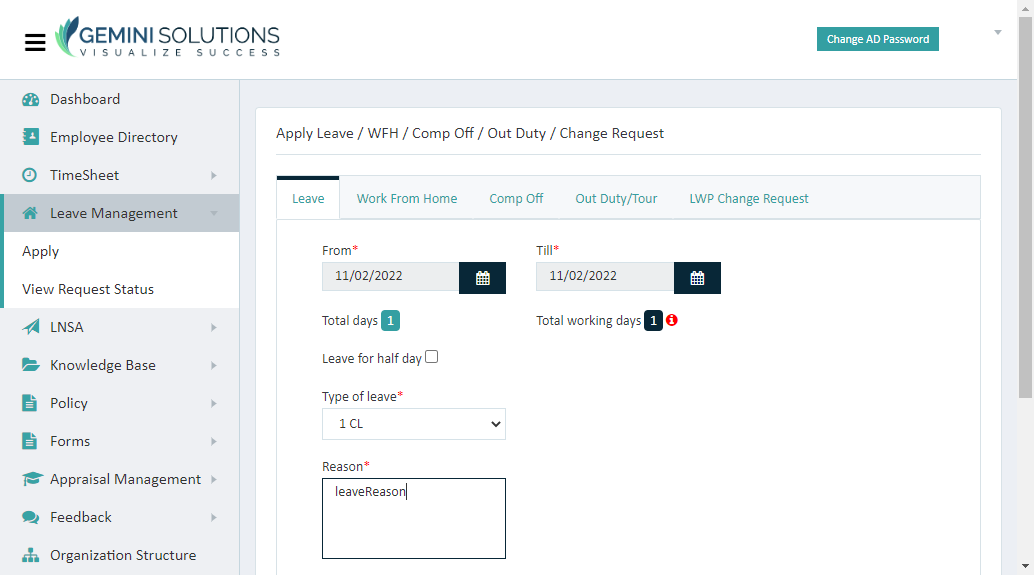 GEMINI SOLUTIONS
VISUALIZE SUCCESS
Change AD Password
Dashboard
Employee Directory
TimeSheet
Leave Management
Apply
View Request Status
LNSA
Knowledge Base
Policy
Forms
Appraisal Management
Feedback
Organization Structure
Apply Leave / WFH / Comp Off / Out Duty / Change Request
Leave Work From Home Comp Off Out Duty/Tour LWP Change Request
From* Till*
11/02/2022 11/02/2022
Total days 1 Total working days 1
Leave for half day
Type of leave*
1 CL
Reason*
leaveReason